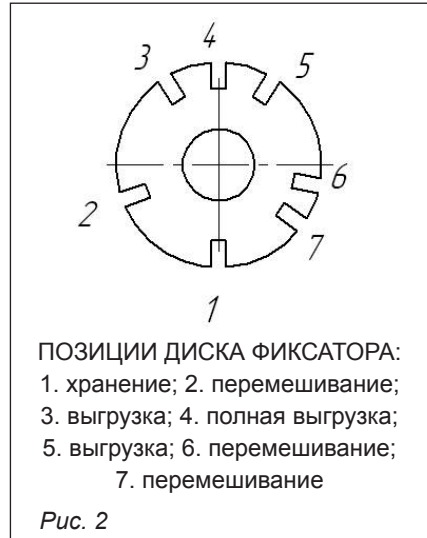 4
3
5
6
2
7
1
ПОЗИЦИИ ДИСКА ФИКСАТОРА:
1. хранение; 2. перемешивание;
3. выгрузка; 4. полная выгрузка;
5. выгрузка; 6. перемешивание;
7. перемешивание
Рис. 2